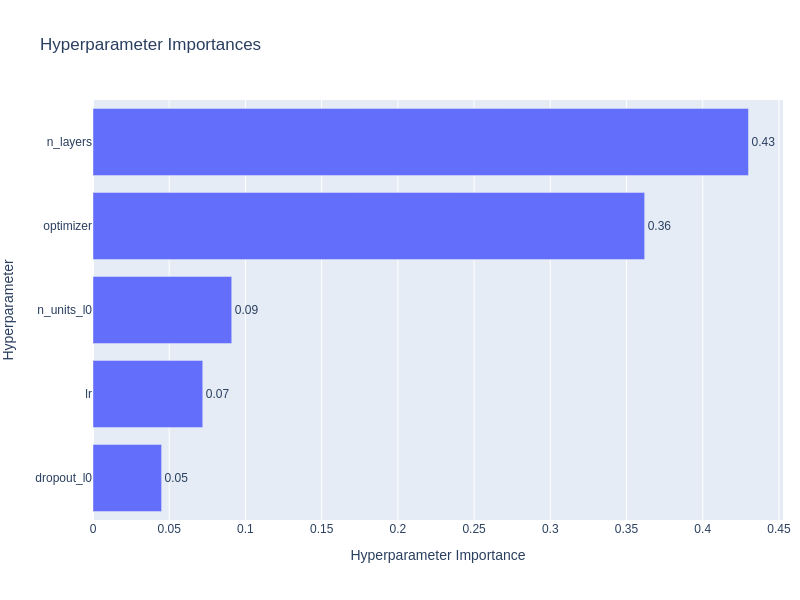 Hyperparameter Importances
n_layers
0.43
optimizer
0.36
n_units_l0
0.09
lr
0.07
dropout_l0
0.05
Hyperparameter
0
0.05
0.1
0.15
0.2
0.25
0.3
0.35
0.4
0.45
Hyperparameter Importance